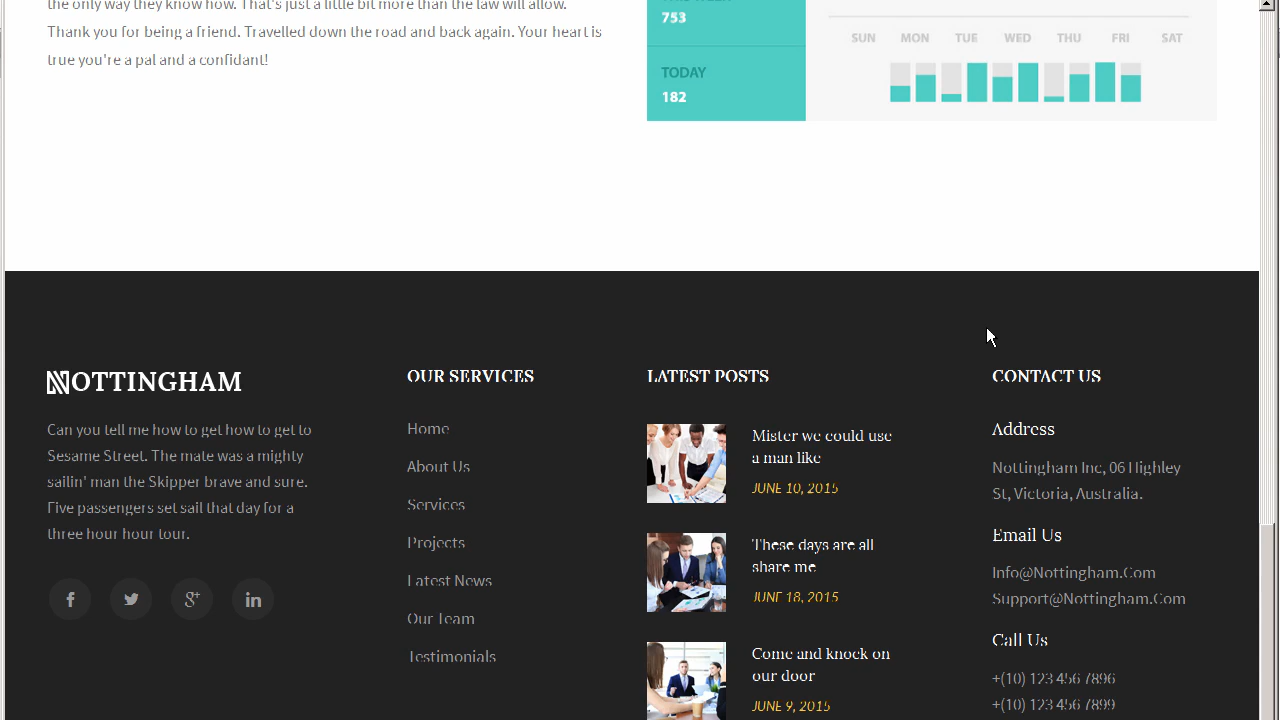 the only way they know how. That's just a little bit more than the law will allow.
Thank you for being a friend. Travelled down the road and back again. Your heart is
true you're a pal and a confidant!
753
TODAY
182
SUN MON TUE WED THU FRI SAT
NOTTINGHAM
Can you tell me how to get how to get to
Sesame Street. The mate was a mighty
sailin' man the Skipper brave and sure.
Five passengers set sail that day for a
three hour hour tour.
OUR SERVICES
Home
About Us
Services
Projects
Latest News
Our Team
Testimonials
LATEST POSTS
Mister we could use
a man like
JUNE 10, 2015
These days are all
share me
JUNE 18, 2015
Come and knock on
our door
JUNE 9, 2015
CONTACT US
Address
Nottingham Inc, 06 Highley
St, Victoria, Australia.
Email Us
Info@Nottingham.Com
Support@Nottingham.Com
Call Us
+(10) 123 456 7896
+(10) 123 456 7899